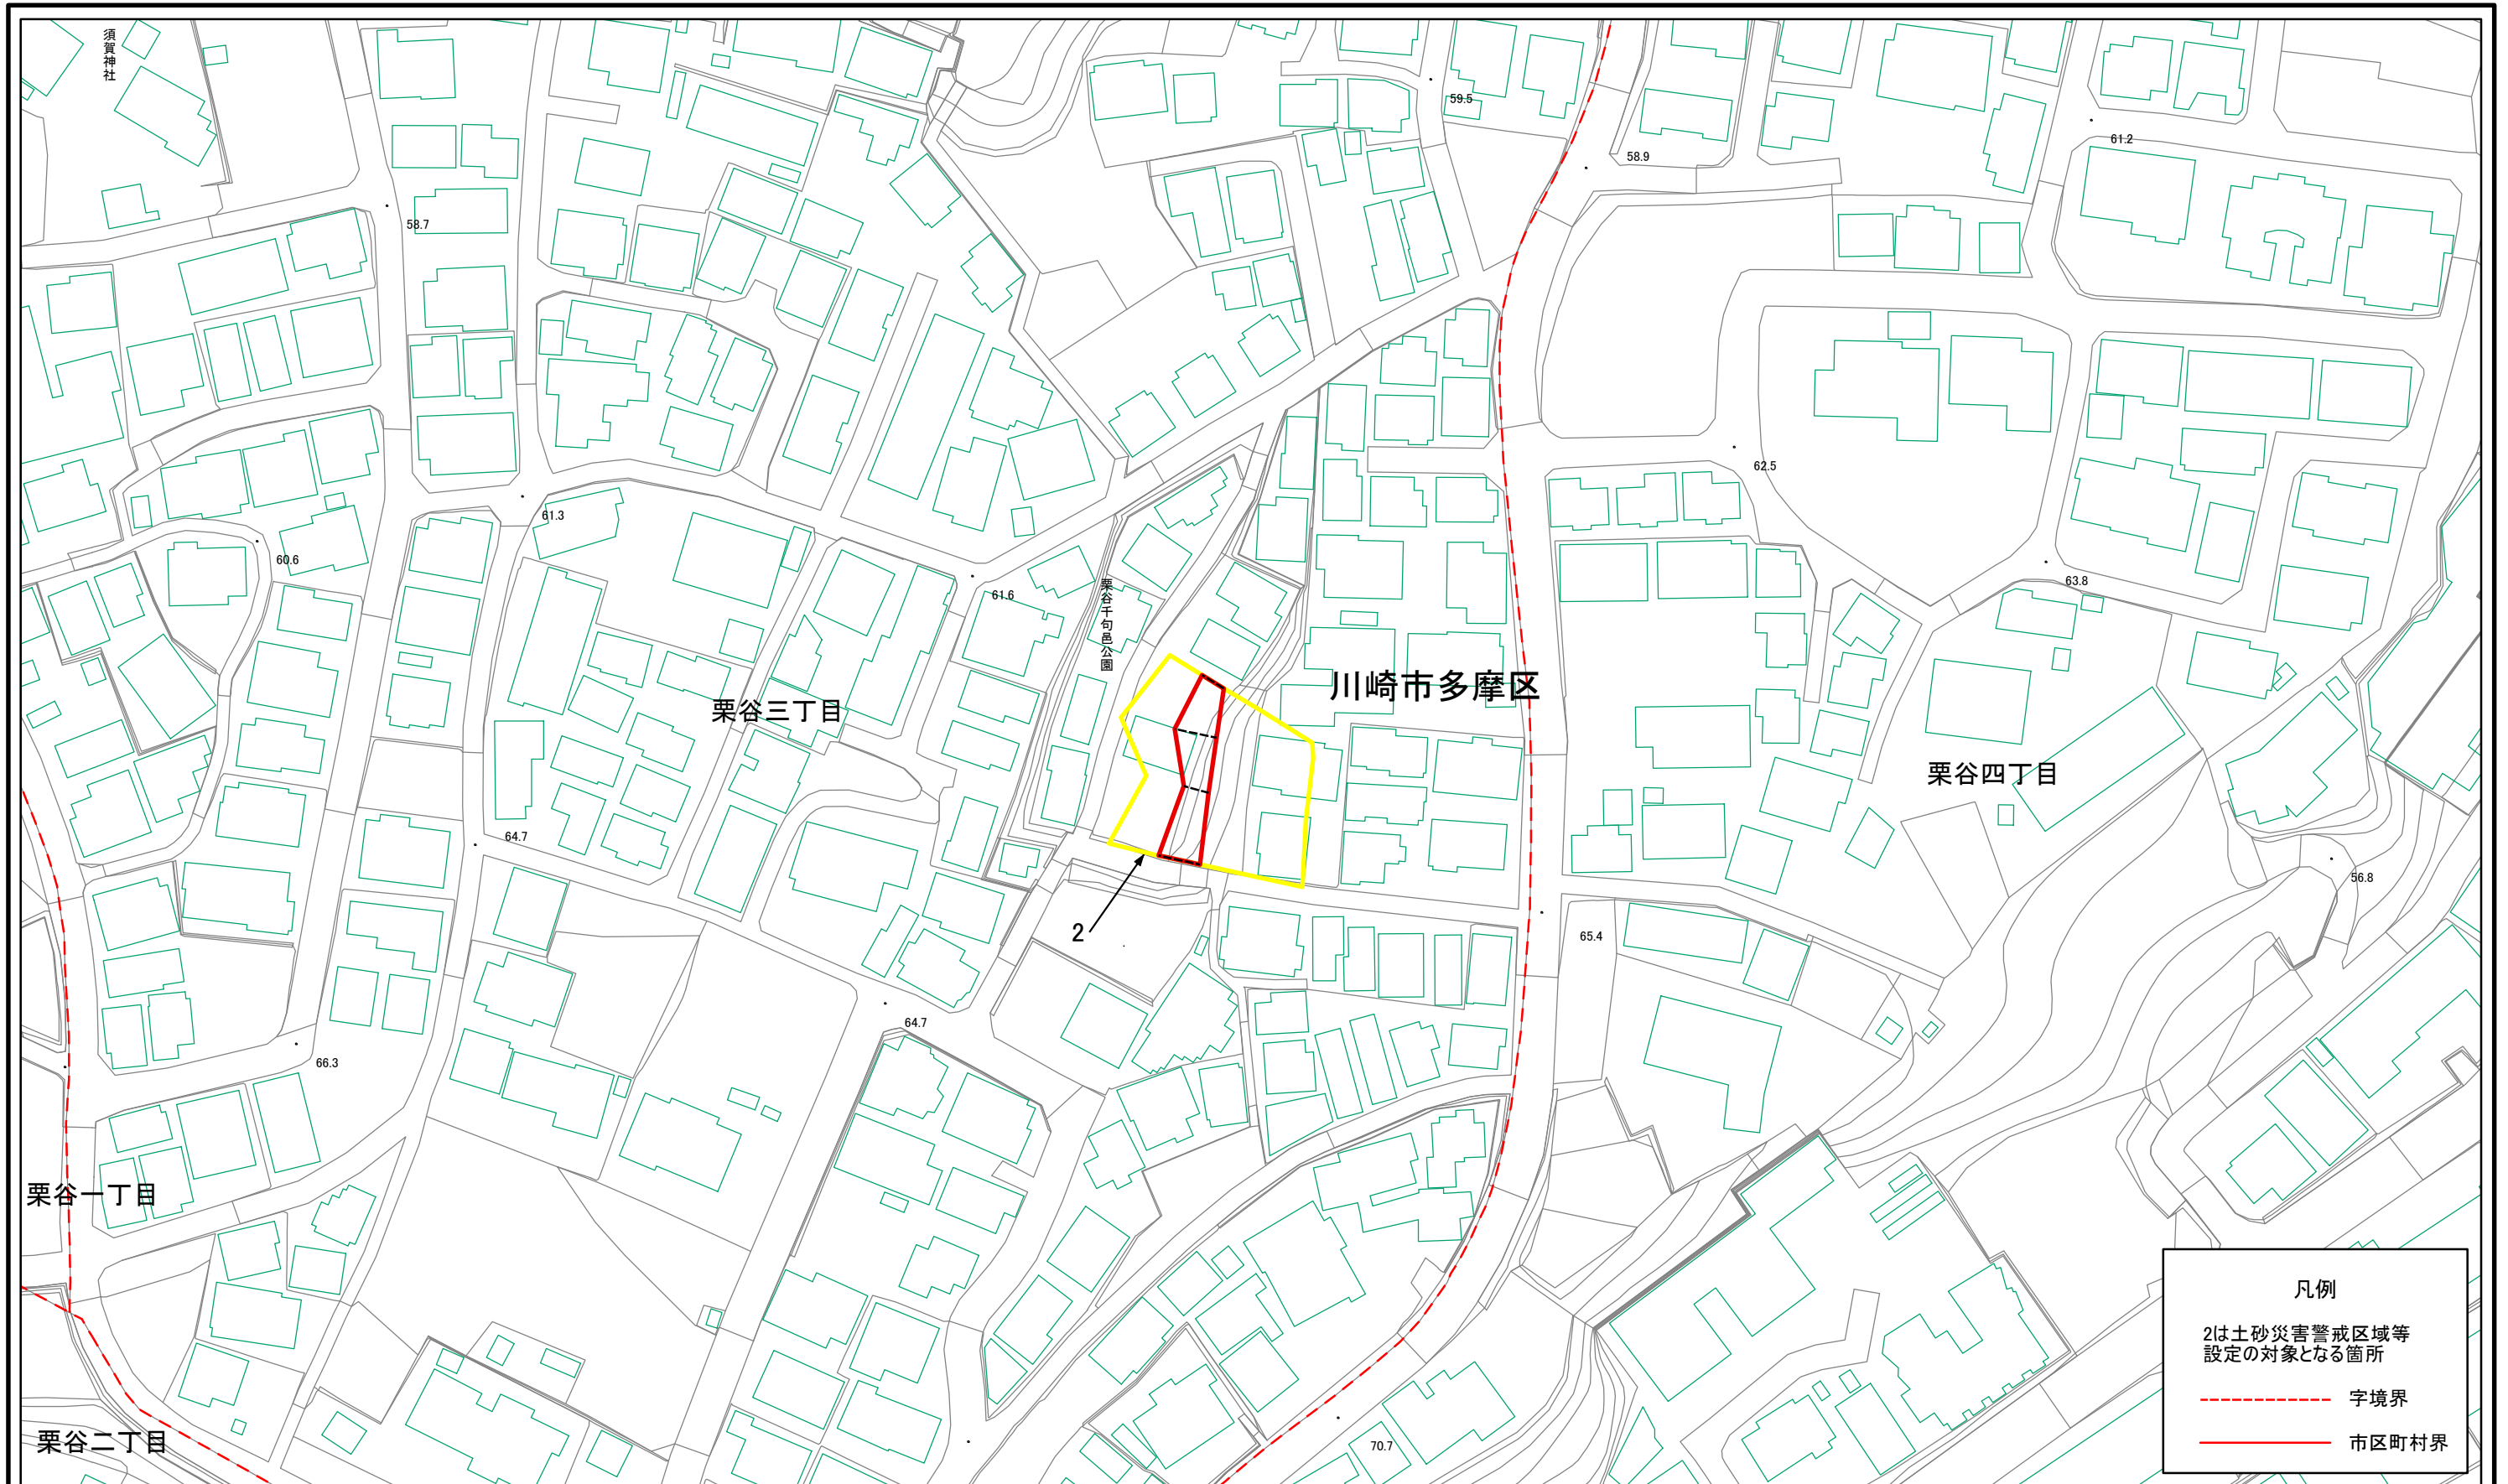 須賀神社
59.5
61.2
58.9
58.7
62.5
61.3
60.6
63.8
61.6
栗谷千句邑公園
川崎市多摩区
栗谷三丁目
栗谷四丁目
64.7
56.8
2
65.4
64.7
66.3
栗谷一丁目
凡例
2は土砂災害警戒区域等
設定の対象となる箇所
字境界
市区町村界
栗谷二丁目
70.7